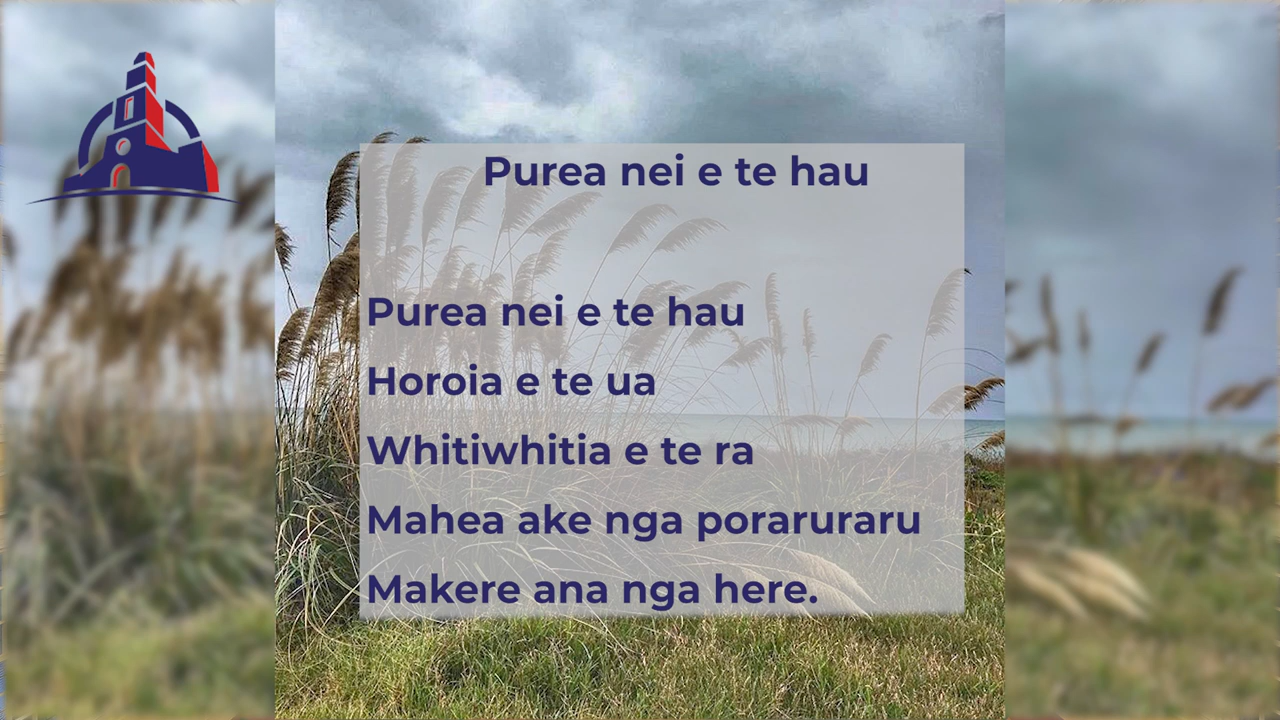 Purea nei e te hau
Purea nei e te hau
Horoia e te ua
Whitiwhitia e te ra
Mahea ake nga poraruraru
Makere ana nga here.